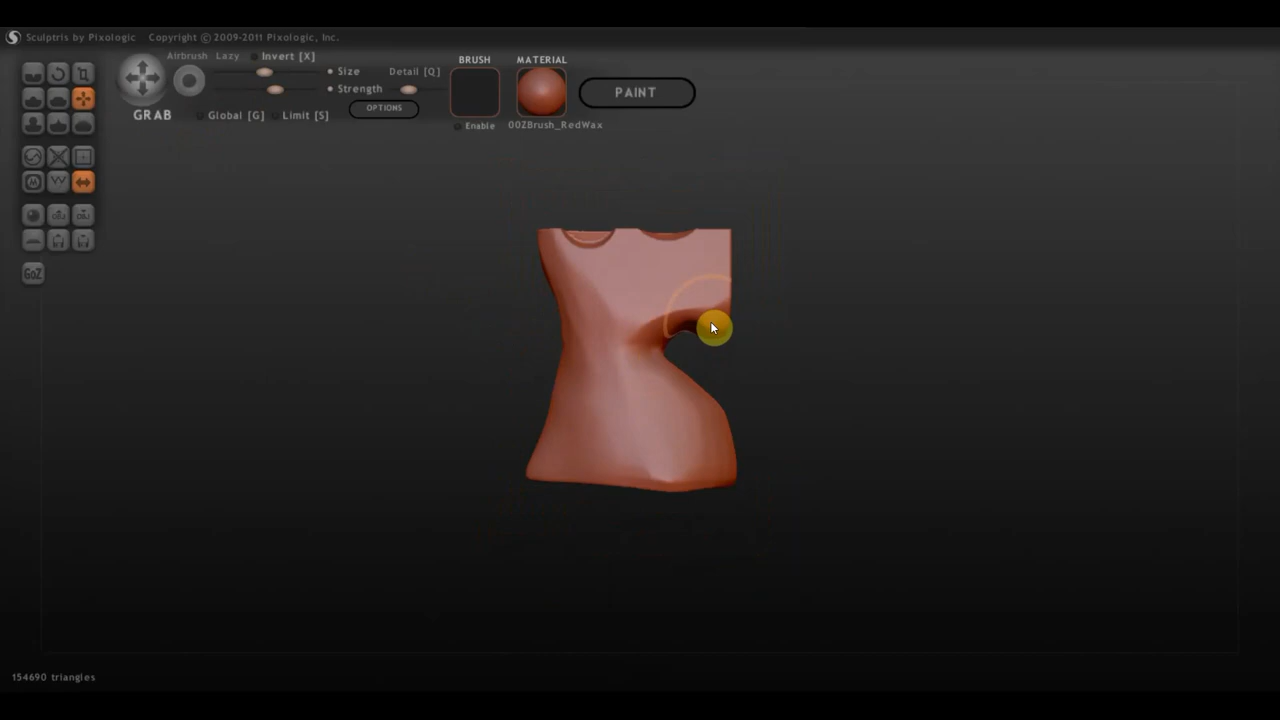 Sculptris by Pixologic Copyright © 2009-2011 Pixologic, Inc.
Airbrush Lazy Invert [X]
BRUSH MATERIAL
Size Detail [Q]
Strength
PAINT
OPTIONS
GRAB Global [G] Limit [S]
Enable 00ZBrush_RedWax
GoZ
154690 triangles